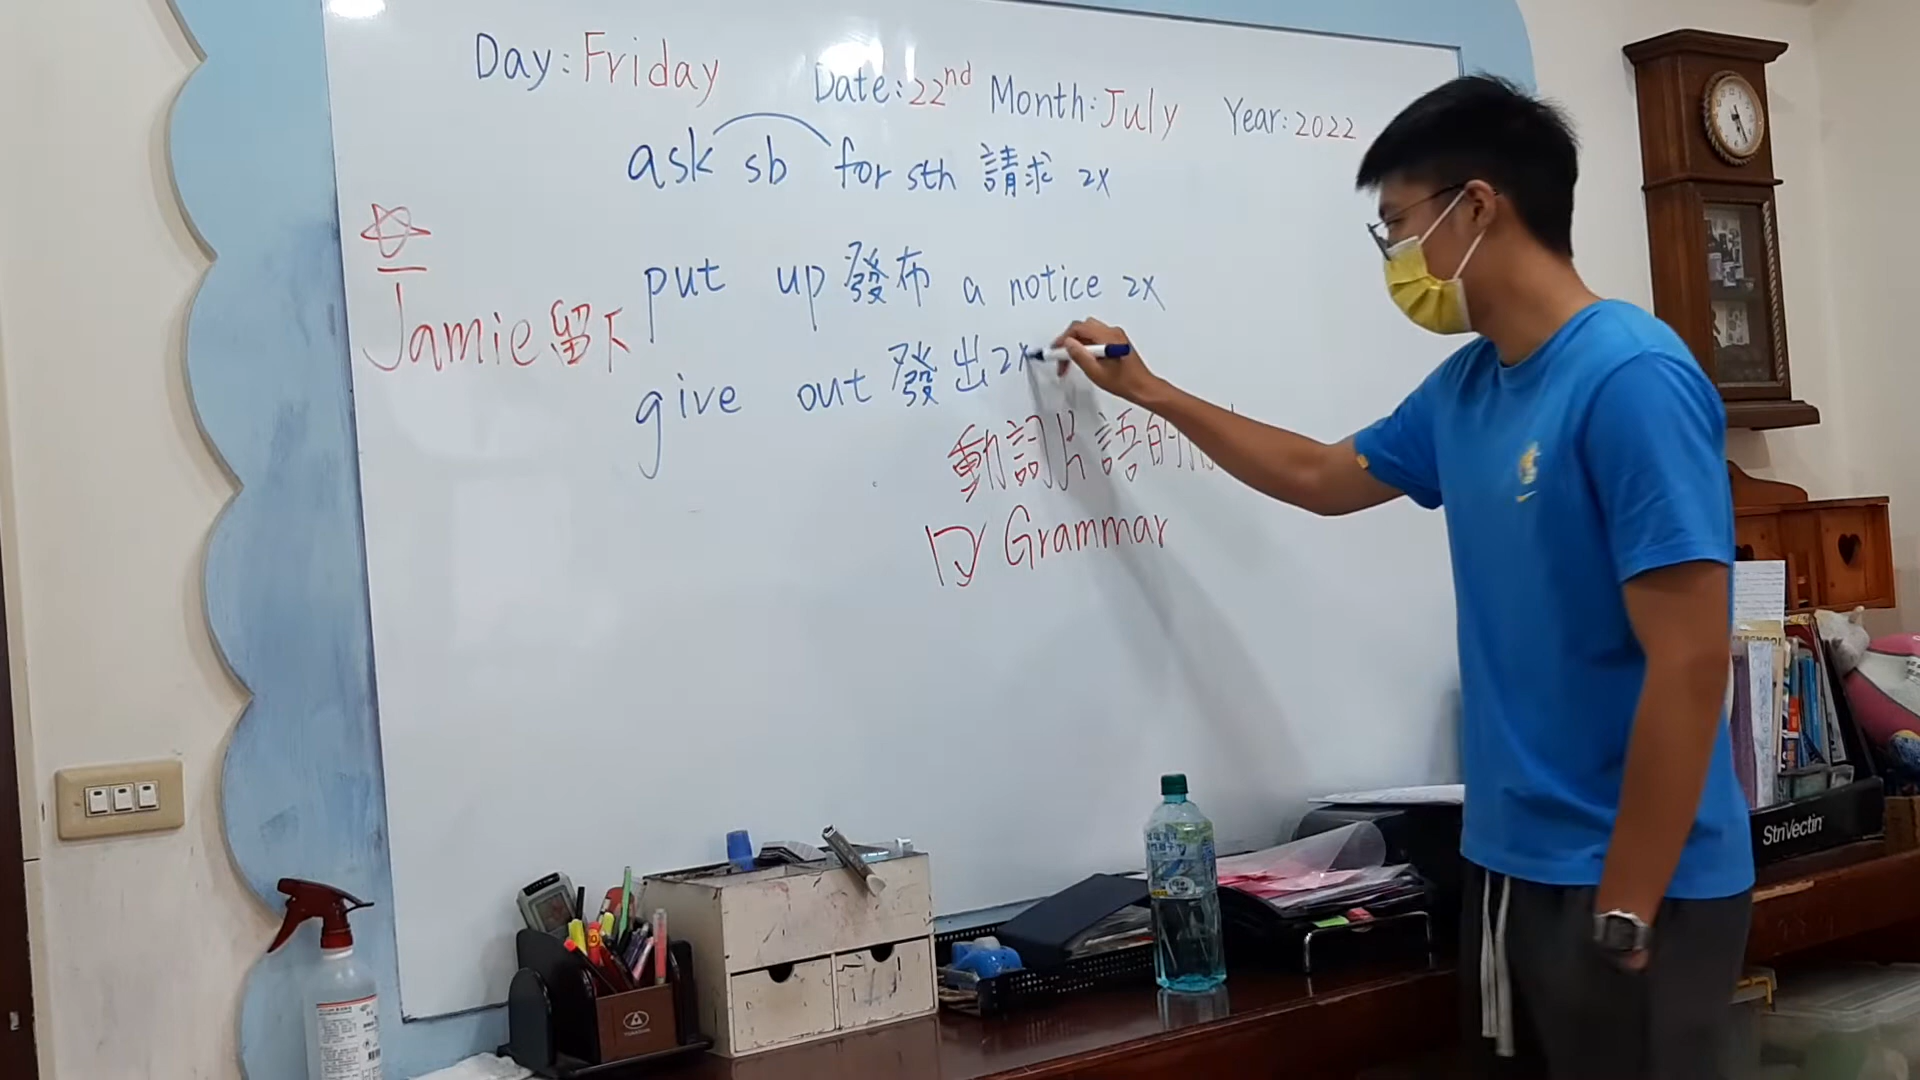 Day: Friday Date: 22nd Month: July Year: 2022
ask sb for sth 請求 2x
put up 發布 a notice 2x
Jamie 留下
give out 發出 2x
動詞片語的
Grammar
StriVectin